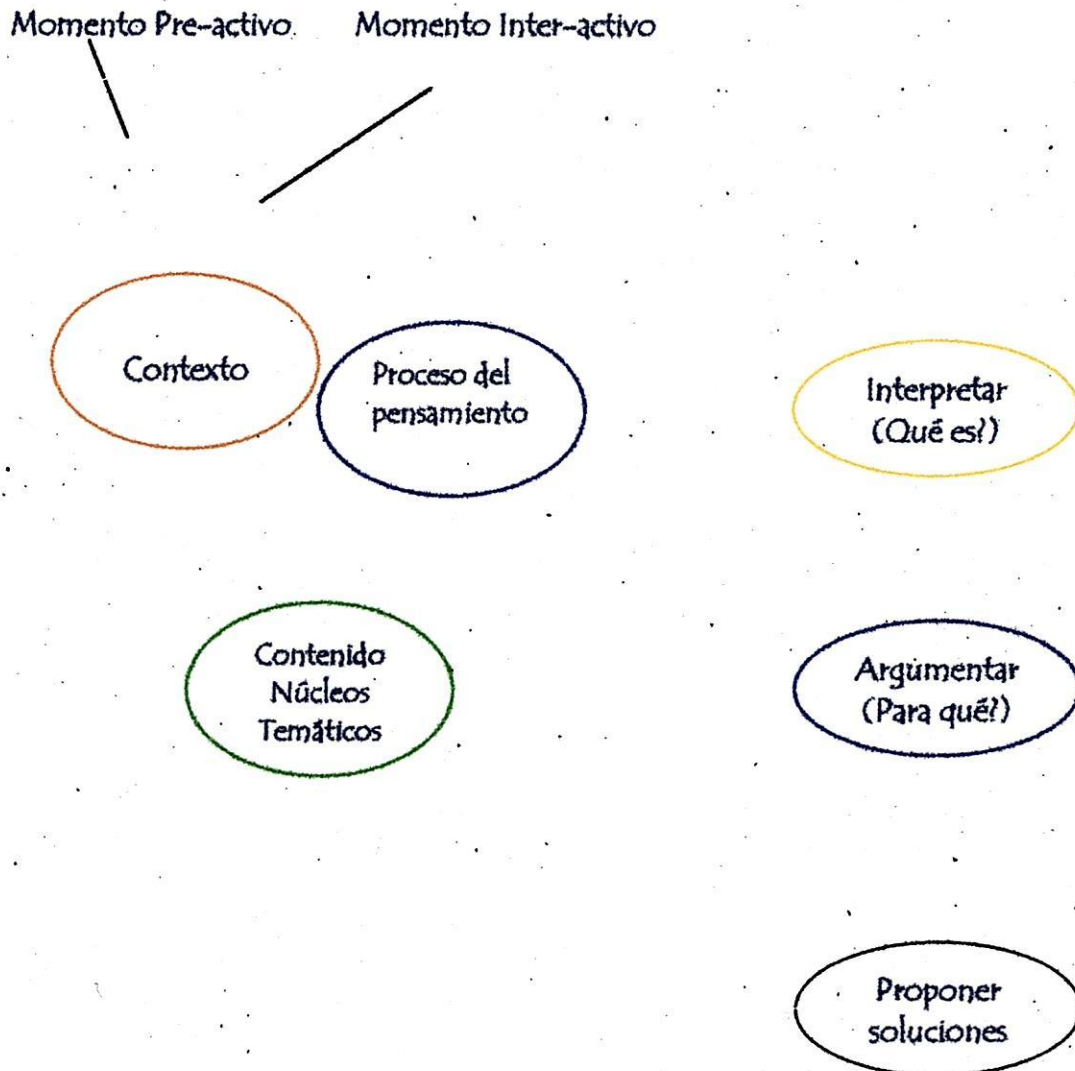 Momento Pre-activo
Momento Inter-activo
Contexto
Proceso del
pensamiento
Interpretar
(Qué es?)
Contenido
Núcleos
Temáticos
Argumentar
(Para qué?)
Proponer
soluciones